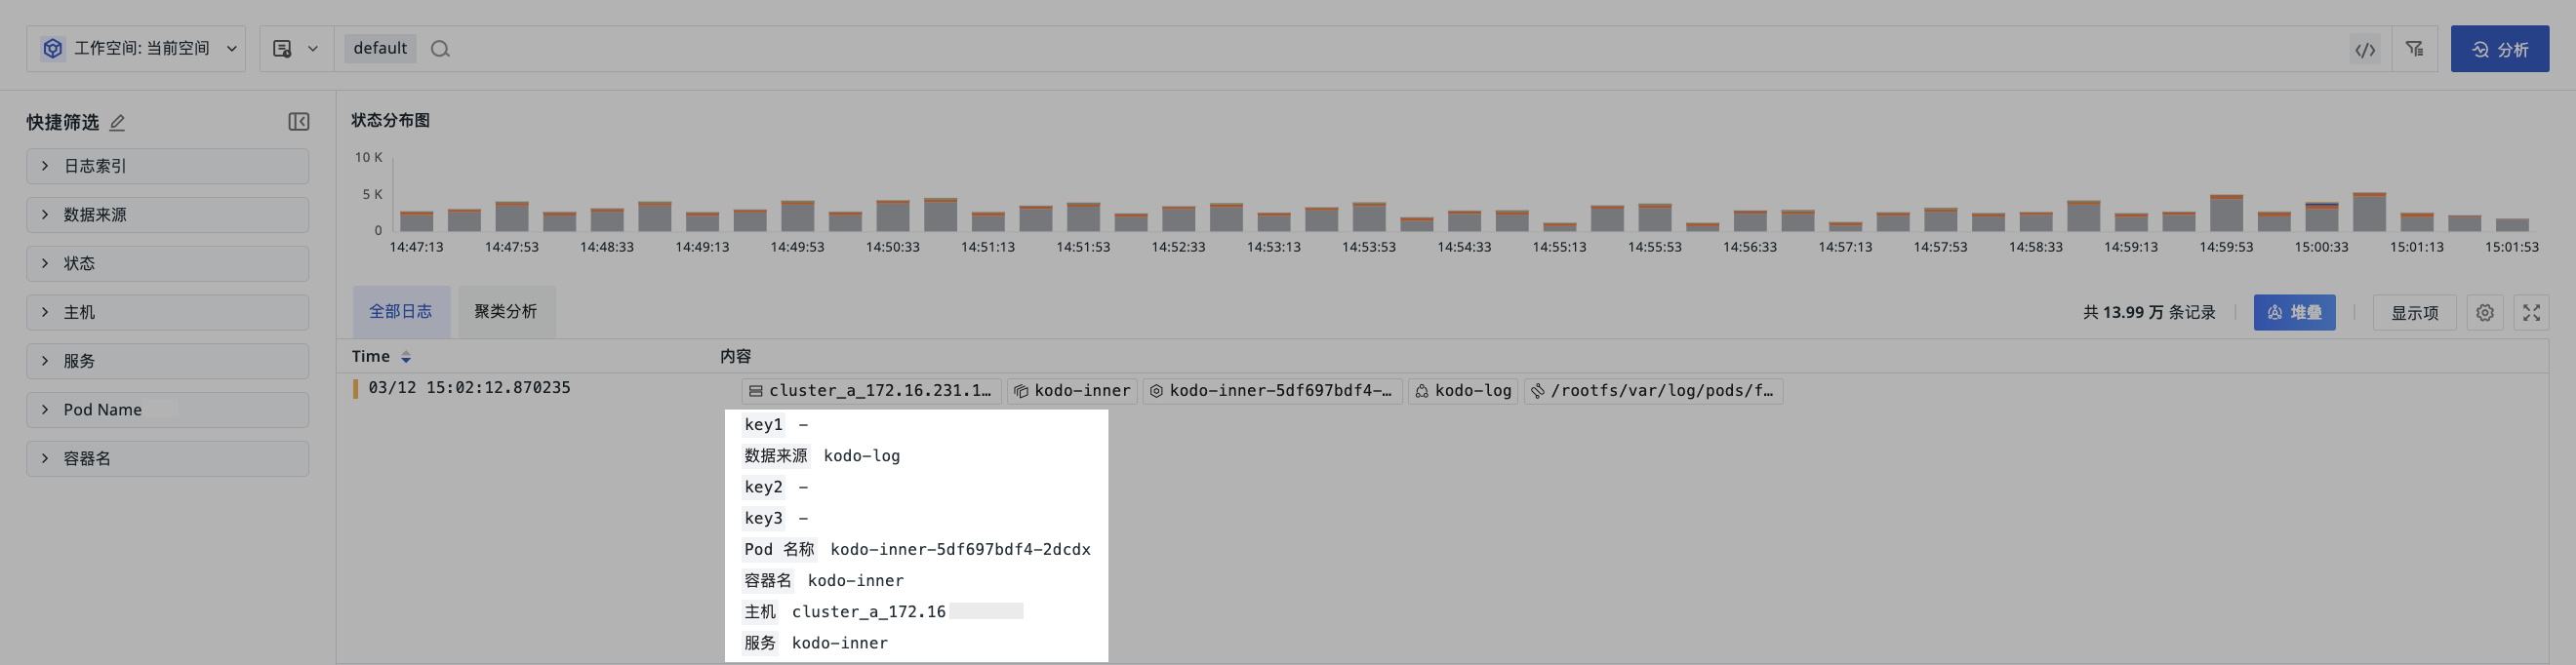 工作空间: 当前空间
default
分析
快捷筛选
日志索引
数据来源
状态
主机
服务
Pod Name
容器名
状态分布图
10 K
5 K
0
14:47:13 14:47:53 14:48:33 14:49:13 14:49:53 14:50:33 14:51:13 14:51:53 14:52:33 14:53:13 14:53:53 14:54:33 14:55:13 14:55:53 14:56:33 14:57:13 14:57:53 14:58:33 14:59:13 14:59:53 15:00:33 15:01:13 15:01:53
全部日志 聚类分析 共 13.99 万 条记录 堆叠 显示项
Time 内容
03/12 15:02:12.870235 cluster_a_172.16.231.1… kodo-inner kodo-inner-5df697bdf4-… kodo-log /rootfs/var/log/pods/f…
key1 -
数据来源 kodo-log
key2 -
key3 -
Pod 名称 kodo-inner-5df697bdf4-2dcdx
容器名 kodo-inner
主机 cluster_a_172.16
服务 kodo-inner